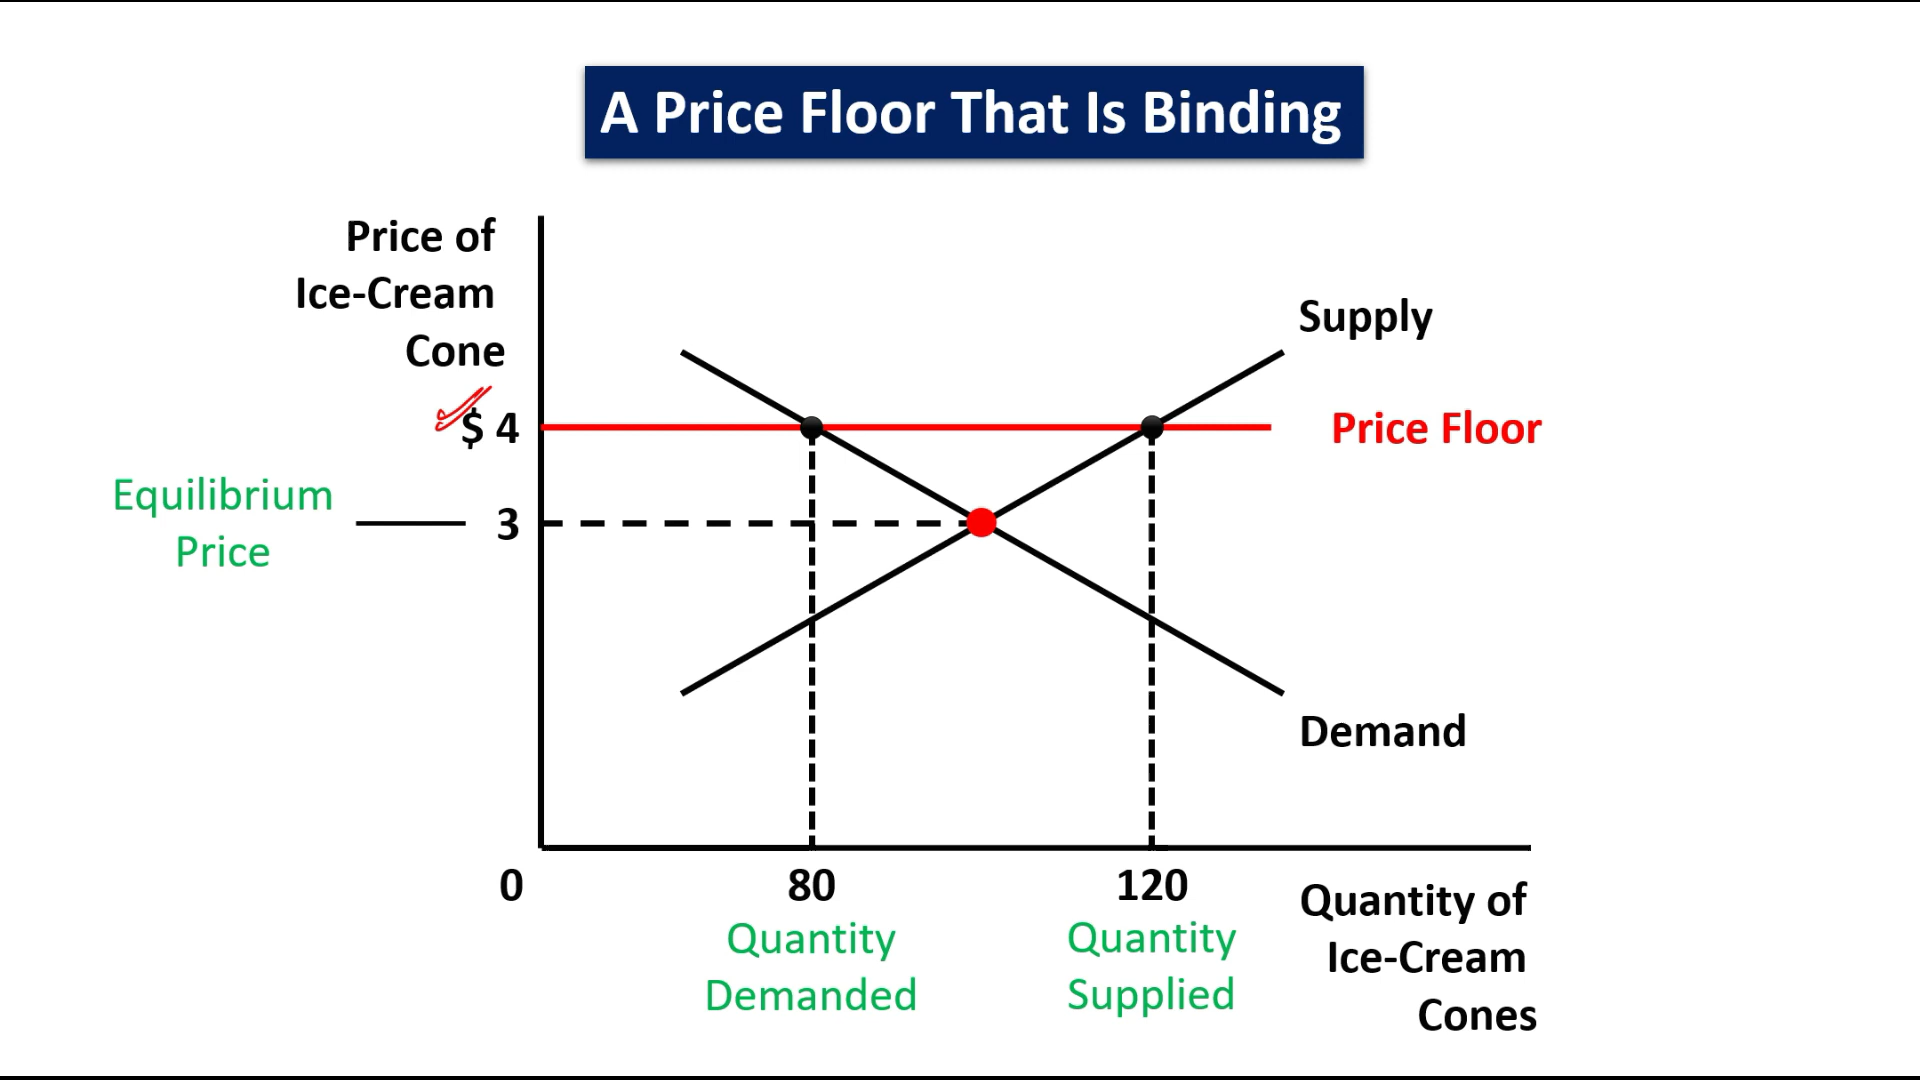 A Price Floor That Is Binding
Price of
Ice-Cream
Cone
$ 4
Supply
Price Floor
Equilibrium
Price
3
Demand
0
80
120
Quantity
Demanded
Quantity
Supplied
Quantity of
Ice-Cream
Cones